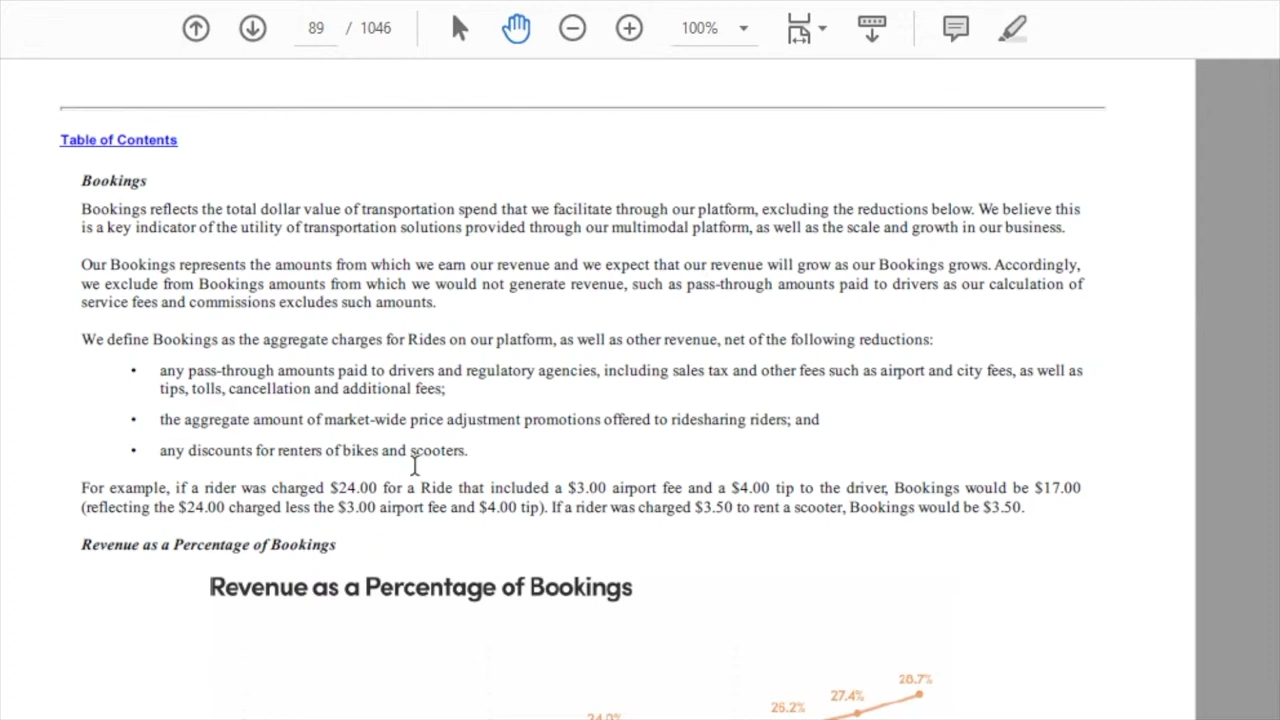 89 / 1046 100%
Table of Contents
Bookings
Bookings reflects the total dollar value of transportation spend that we facilitate through our platform, excluding the reductions below. We believe this
is a key indicator of the utility of transportation solutions provided through our multimodal platform, as well as the scale and growth in our business.
Our Bookings represents the amounts from which we earn our revenue and we expect that our revenue will grow as our Bookings grows. Accordingly,
we exclude from Bookings amounts from which we would not generate revenue, such as pass-through amounts paid to drivers as our calculation of
service fees and commissions excludes such amounts.
We define Bookings as the aggregate charges for Rides on our platform, as well as other revenue, net of the following reductions:
• any pass-through amounts paid to drivers and regulatory agencies, including sales tax and other fees such as airport and city fees, as well as
tips, tolls, cancellation and additional fees;
• the aggregate amount of market-wide price adjustment promotions offered to ridesharing riders; and
• any discounts for renters of bikes and scooters.
For example, if a rider was charged $24.00 for a Ride that included a $3.00 airport fee and a $4.00 tip to the driver, Bookings would be $17.00
(reflecting the $24.00 charged less the $3.00 airport fee and $4.00 tip). If a rider was charged $3.50 to rent a scooter, Bookings would be $3.50.
Revenue as a Percentage of Bookings
Revenue as a Percentage of Bookings
28.7%
27.4%
26.2%